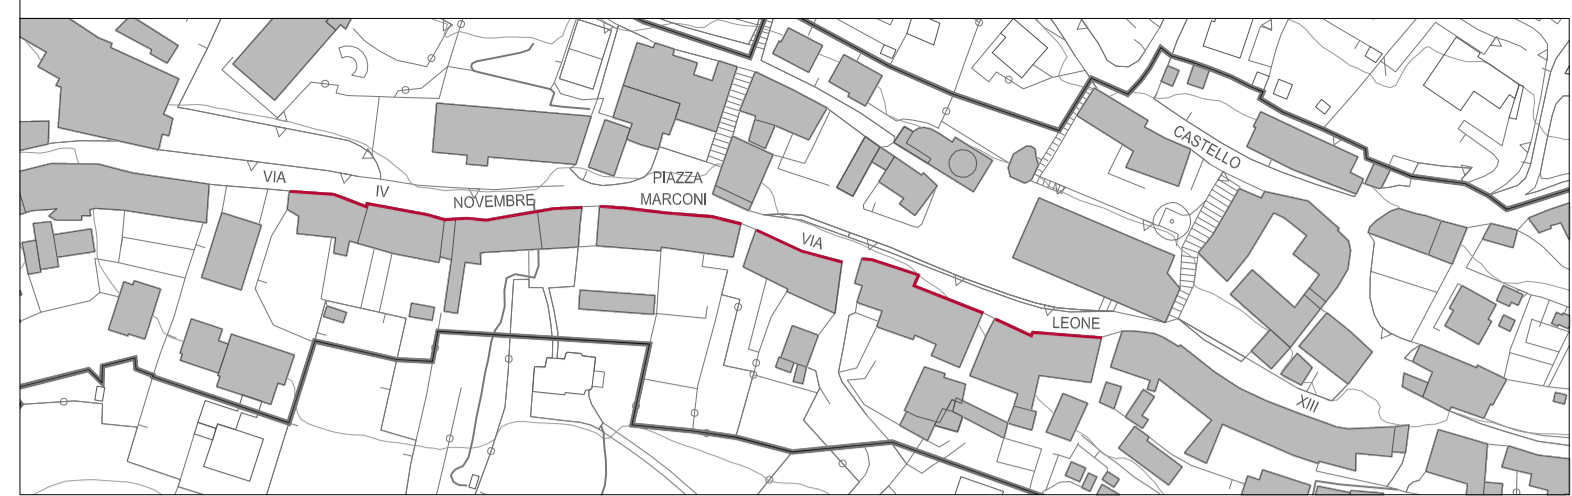 CASTELLO
VIA IV NOVEMBRE
PIAZZA
MARCONI
VIA LEONE XIII